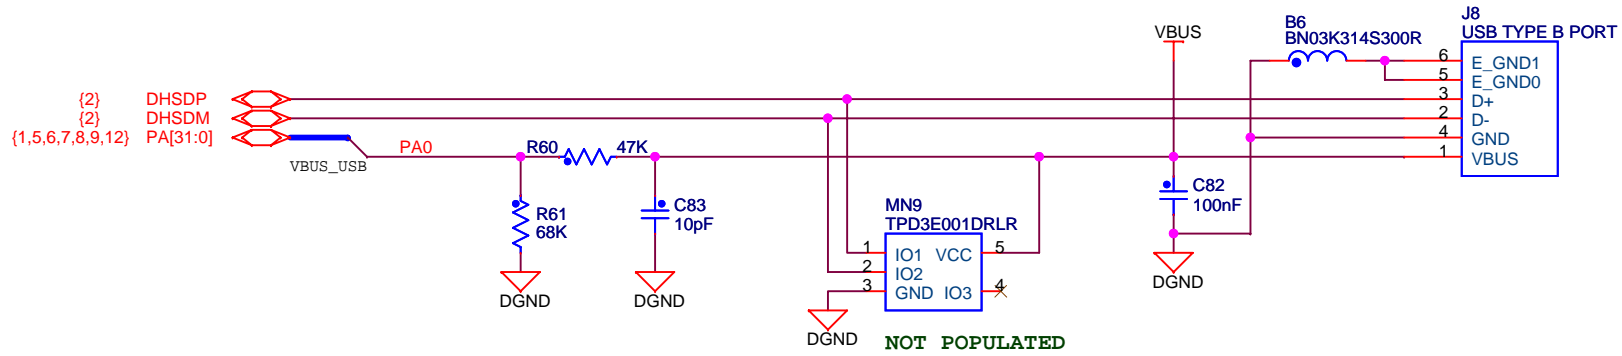 J8
USB TYPE B PORT
B6
BN03K314S300R
VBUS
6 E_GND1
5 E_GND0
{2} DHSDP
3 D+
{2} DHSDM
2 D-
{1,5,6,7,8,9,12} PA[31:0]
4 GND
VBUS_USB
PA0
R60 47K
1 VBUS
R61
68K
C83
10pF
C82
100nF
MN9
TPD3E001DRLR
1 IO1 VCC 5
2 IO2
3 GND IO3 4
DGND
DGND
DGND
DGND
NOT POPULATED